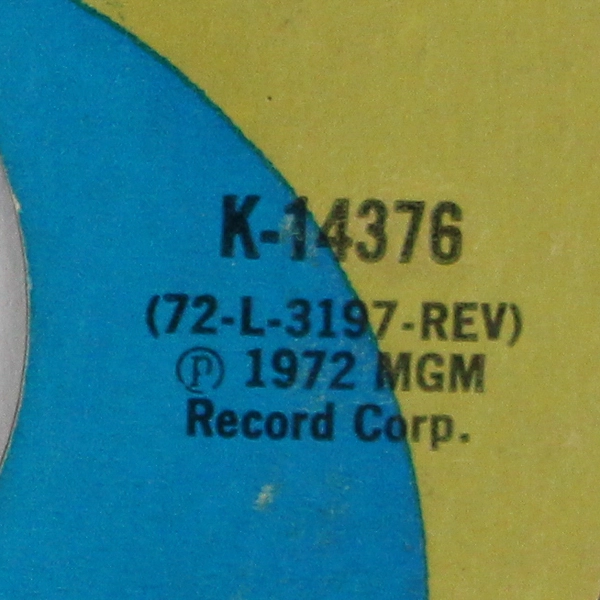 K-14376
(72-L-3197-REV)
℗ 1972 MGM
Record Corp.